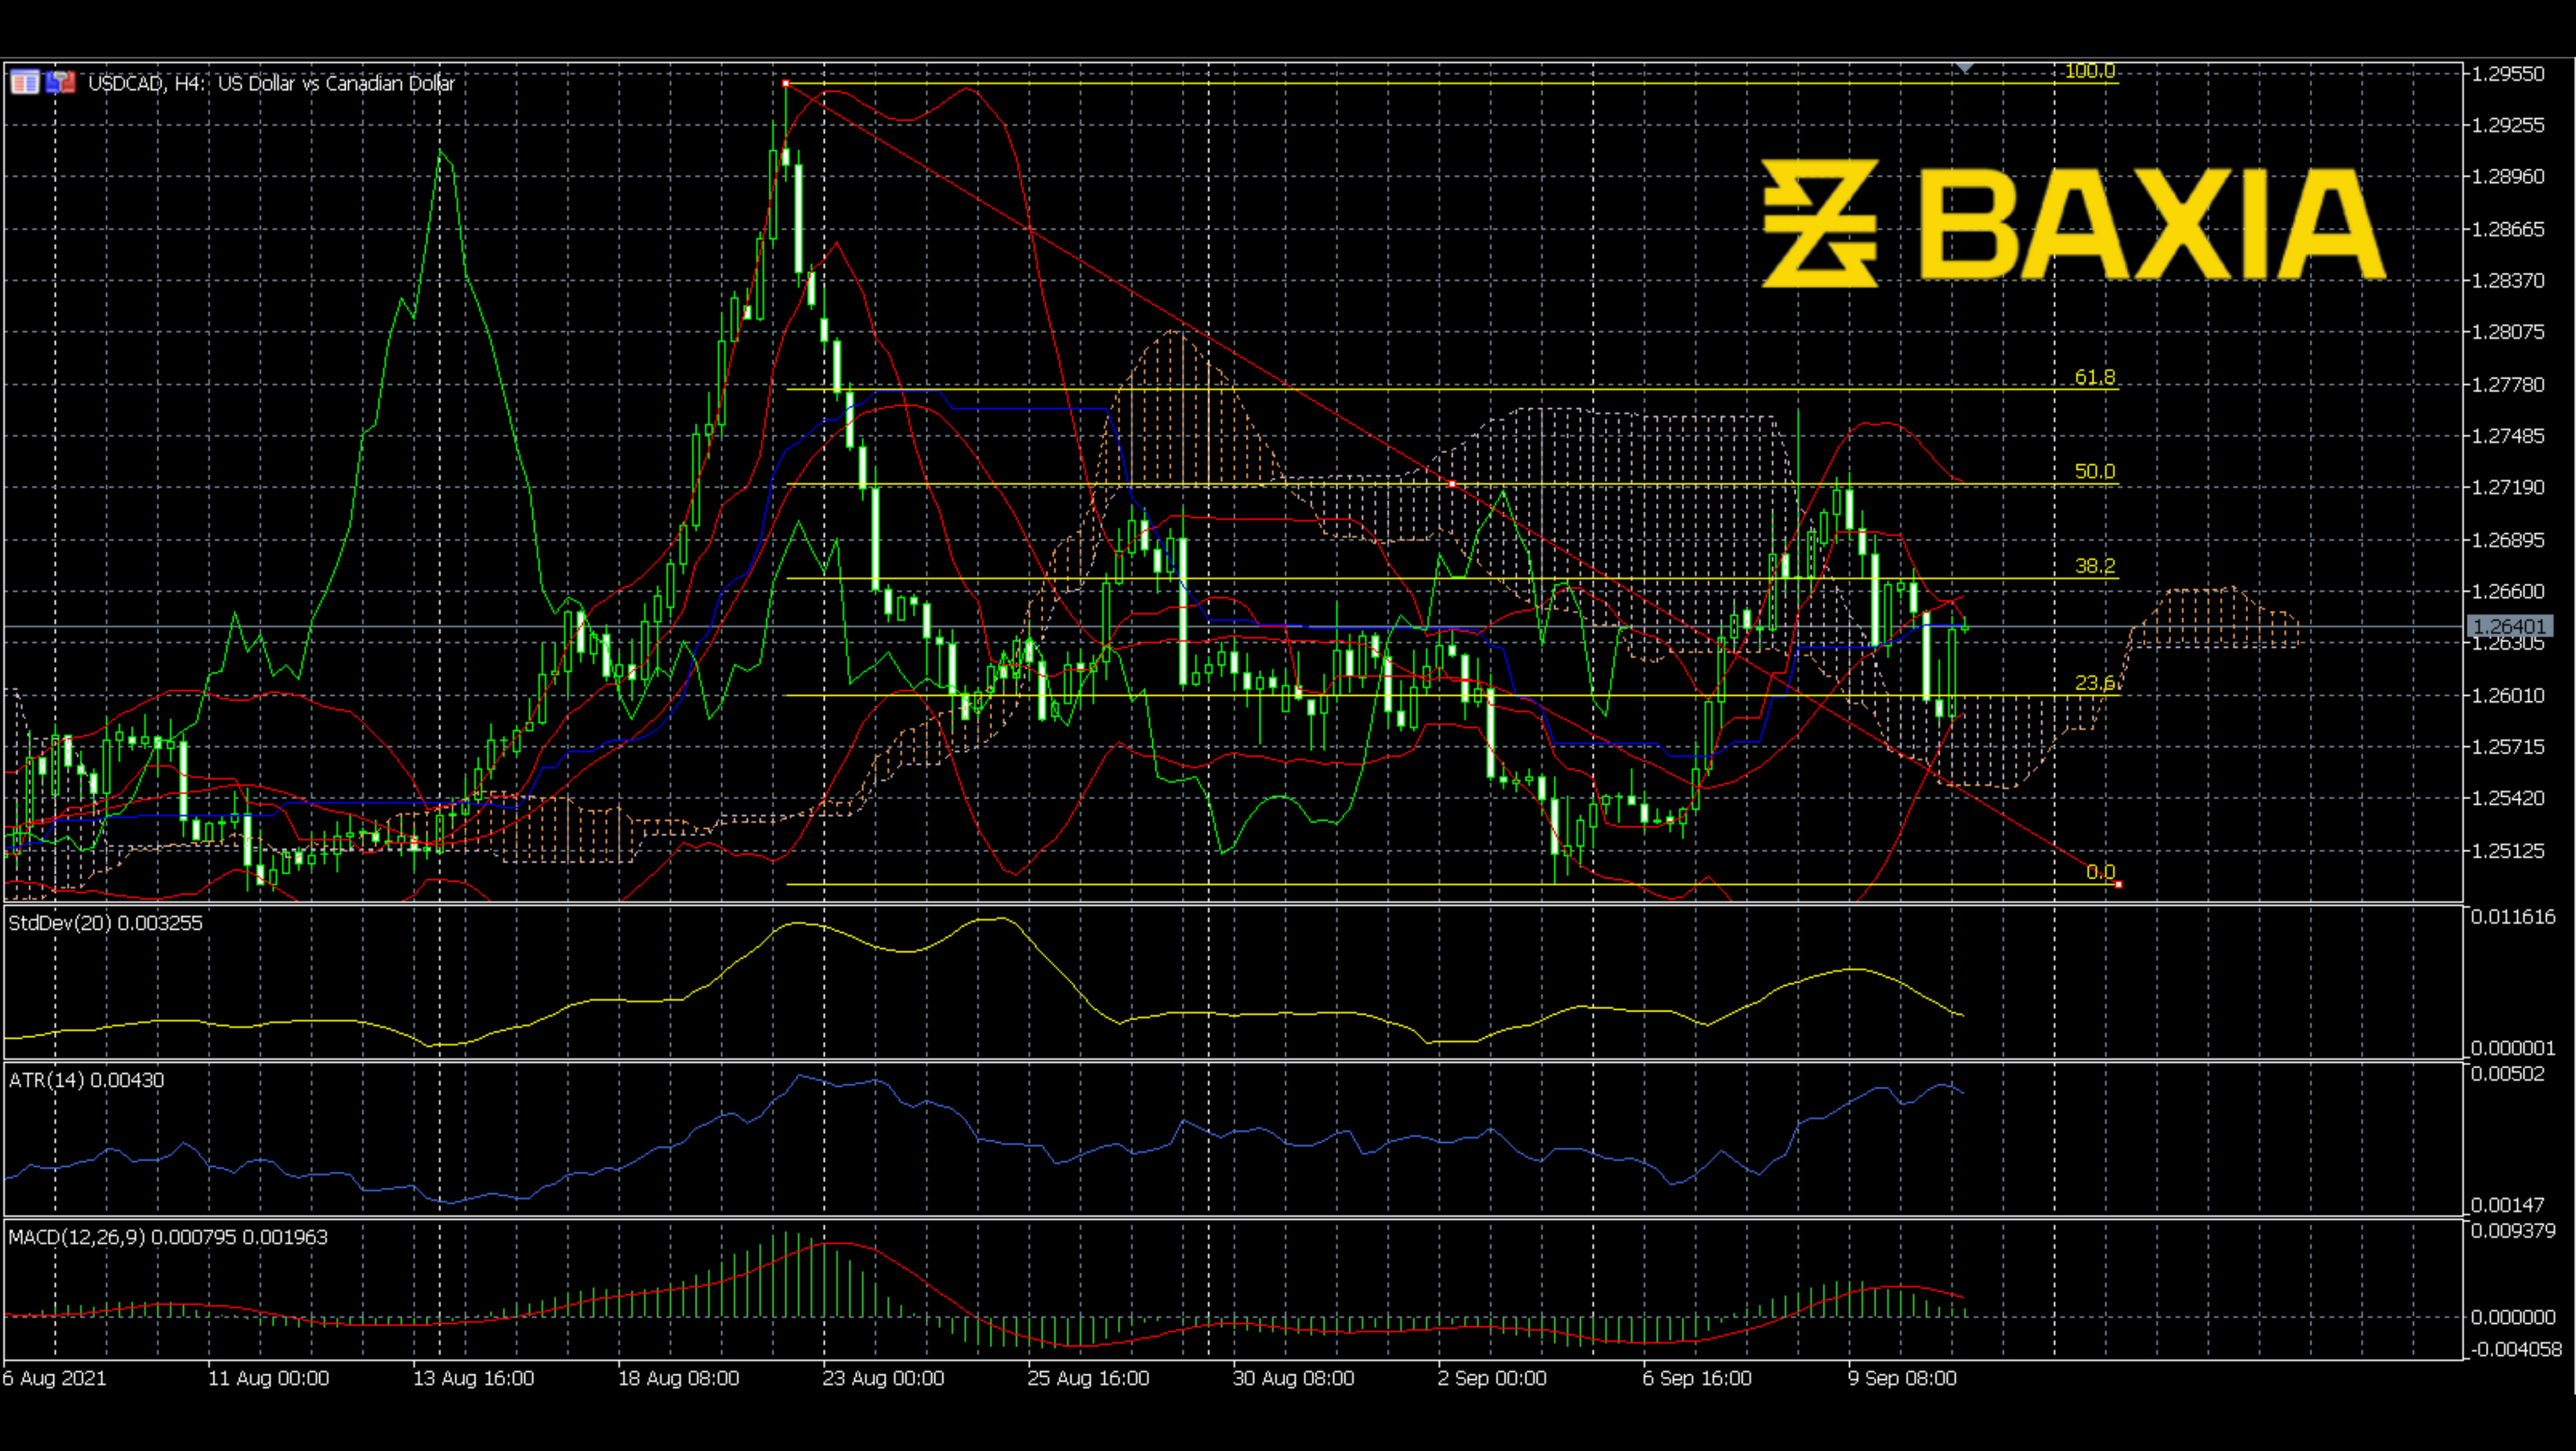 USDCAD, H4: US Dollar vs Canadian Dollar
BAXIA
100.0
61.8
50.0
38.2
23.6
0.0
1.29550
1.29255
1.28960
1.28665
1.28370
1.28075
1.27780
1.27485
1.27190
1.26895
1.26600
1.26401
1.26305
1.26010
1.25715
1.25420
1.25125
StdDev(20) 0.003255
0.011616
0.000001
ATR(14) 0.00430
0.00502
0.00147
MACD(12,26,9) 0.000795 0.001963
0.009379
0.000000
-0.004058
6 Aug 2021
11 Aug 00:00
13 Aug 16:00
18 Aug 08:00
23 Aug 00:00
25 Aug 16:00
30 Aug 08:00
2 Sep 00:00
6 Sep 16:00
9 Sep 08:00